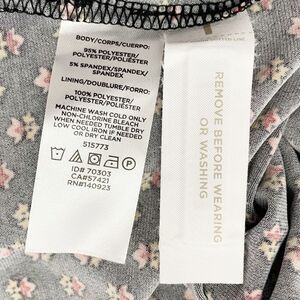 BODY/CORPS/CUERPO:
95% POLYESTER/
POLYESTER/POLIESTER
5% SPANDEX/SPANDEX/
SPANDEX
LINING/DOUBLURE/FORRO:
100% POLYESTER/
POLYESTER/POLIESTER
MACHINE WASH COLD ONLY
NON-CHLORINE BLEACH
WHEN NEEDED TUMBLE DRY
LOW COOL IRON IF NEEDED
OR DRY CLEAN
515773
ID# 70303
CA#57421
RN#140923
REMOVE BEFORE WEARING
OR WASHING